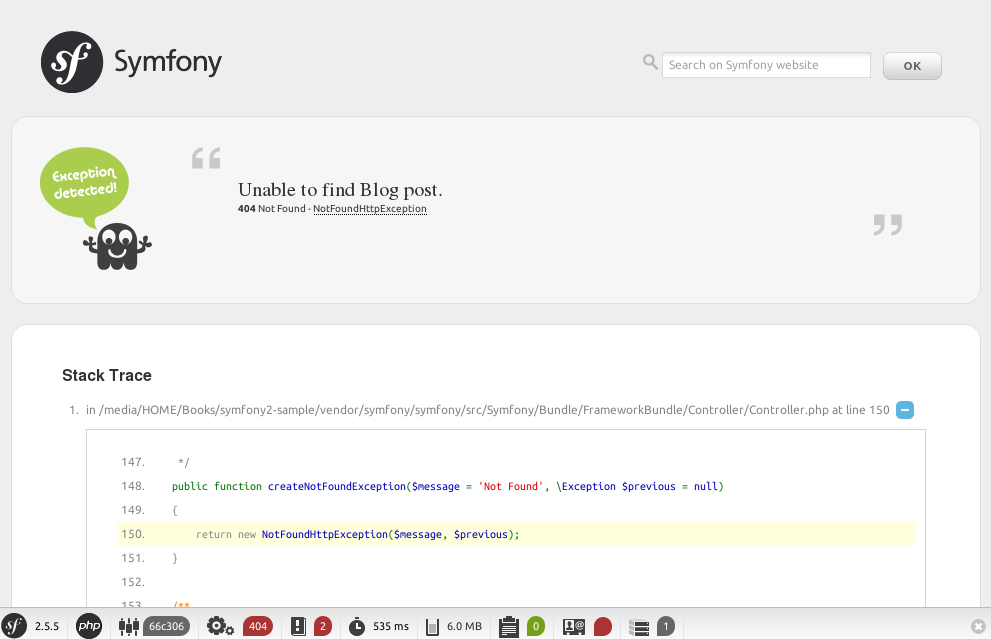 sf Symfony
Search on Symfony website
OK
Exception
detected!
“
Unable to find Blog post.
404 Not Found - NotFoundHttpException
”
Stack Trace
1. in /media/HOME/Books/symfony2-sample/vendor/symfony/symfony/src/Symfony/Bundle/FrameworkBundle/Controller/Controller.php at line 150
147. */
148. public function createNotFoundException($message = 'Not Found', \Exception $previous = null)
149. {
150. return new NotFoundHttpException($message, $previous);
151. }
152.
153. /**
sf 2.5.5 php 66c306 404 2 535 ms 6.0 MB 0 1